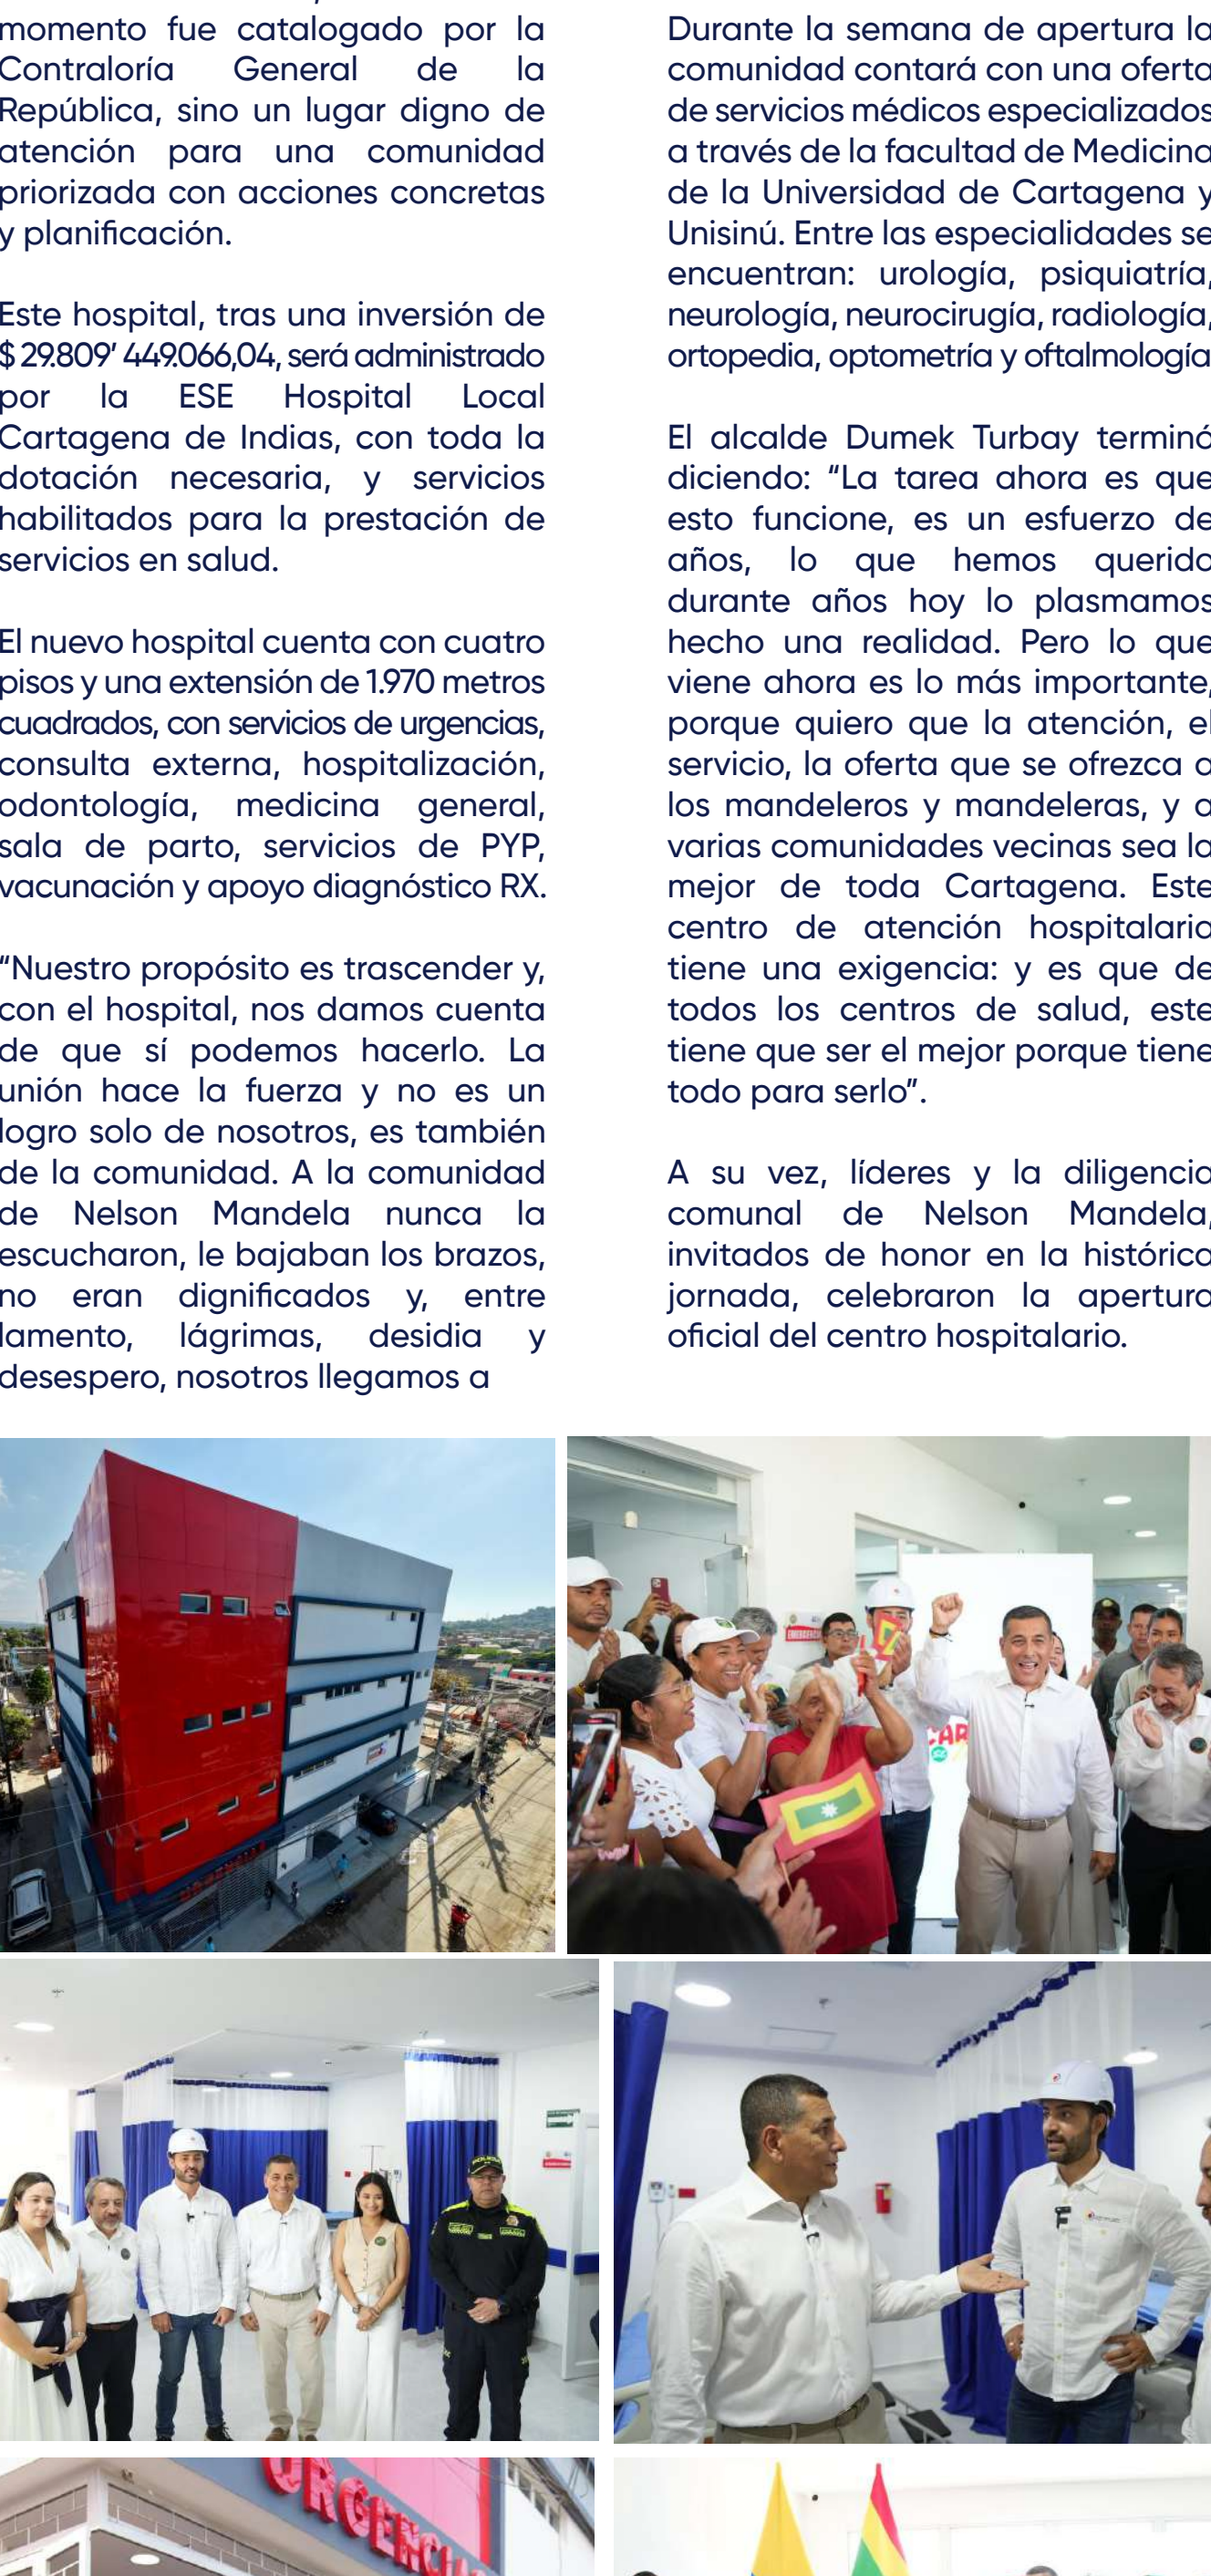 momento fue catalogado por la
Contraloría General de la
República, sino un lugar digno de
atención para una comunidad
priorizada con acciones concretas
y planificación.
Este hospital, tras una inversión de
$ 29.809’ 449.066,04, será administrado
por la ESE Hospital Local
Cartagena de Indias, con toda la
dotación necesaria, y servicios
habilitados para la prestación de
servicios en salud.
El nuevo hospital cuenta con cuatro
pisos y una extensión de 1.970 metros
cuadrados, con servicios de urgencias,
consulta externa, hospitalización,
odontología, medicina general,
sala de parto, servicios de PYP,
vacunación y apoyo diagnóstico RX.
“Nuestro propósito es trascender y,
con el hospital, nos damos cuenta
de que sí podemos hacerlo. La
unión hace la fuerza y no es un
logro solo de nosotros, es también
de la comunidad. A la comunidad
de Nelson Mandela nunca la
escucharon, le bajaban los brazos,
no eran dignificados y, entre
lamento, lágrimas, desidia y
desespero, nosotros llegamos a
Durante la semana de apertura la
comunidad contará con una oferta
de servicios médicos especializados
a través de la facultad de Medicina
de la Universidad de Cartagena y
Unisinú. Entre las especialidades se
encuentran: urología, psiquiatría,
neurología, neurocirugía, radiología,
ortopedia, optometría y oftalmología
El alcalde Dumek Turbay terminó
diciendo: “La tarea ahora es que
esto funcione, es un esfuerzo de
años, lo que hemos querido
durante años hoy lo plasmamos
hecho una realidad. Pero lo que
viene ahora es lo más importante,
porque quiero que la atención, el
servicio, la oferta que se ofrezca a
los mandeleros y mandeleras, y a
varias comunidades vecinas sea la
mejor de toda Cartagena. Este
centro de atención hospitalaria
tiene una exigencia: y es que de
todos los centros de salud, este
tiene que ser el mejor porque tiene
todo para serlo”.
A su vez, líderes y la diligencia
comunal de Nelson Mandela,
invitados de honor en la histórica
jornada, celebraron la apertura
oficial del centro hospitalario.
EMERGENCIA
CAR
URGENCIAS